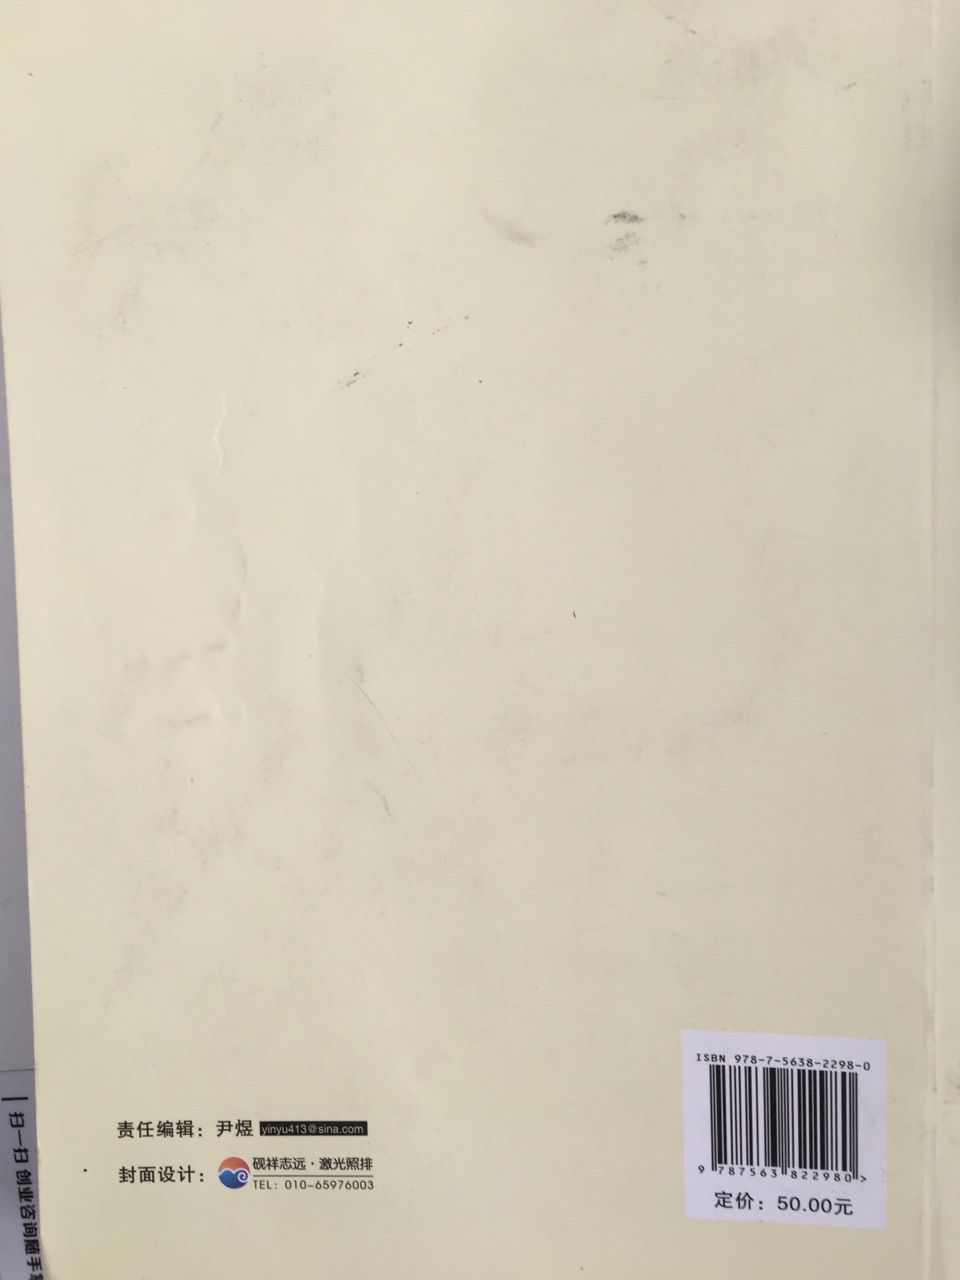 ISBN 978-7-5638-2298-0
9 787563 822980 >
定价：50.00元
责任编辑：尹煜 yinyu413@sina.com
封面设计：砚祥志远·激光照排
TEL：010-65976003
扫一扫 创业咨询随手